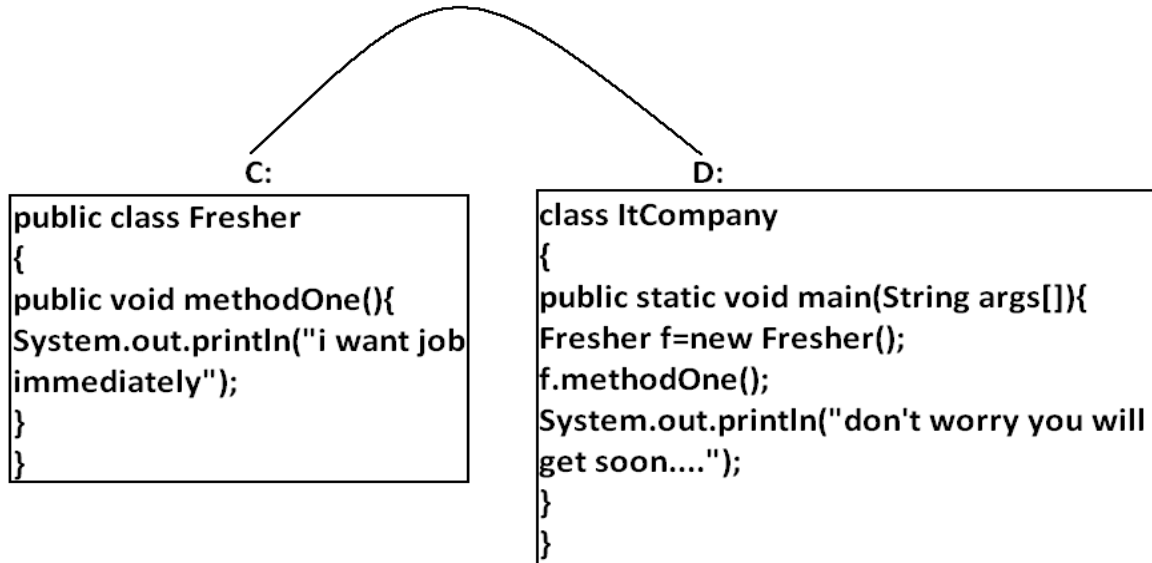 C:
public class Fresher
{
public void methodOne(){
System.out.println("i want job
immediately");
}
}
D:
class ItCompany
{
public static void main(String args[]){
Fresher f=new Fresher();
f.methodOne();
System.out.println("don't worry you will
get soon....");
}
}